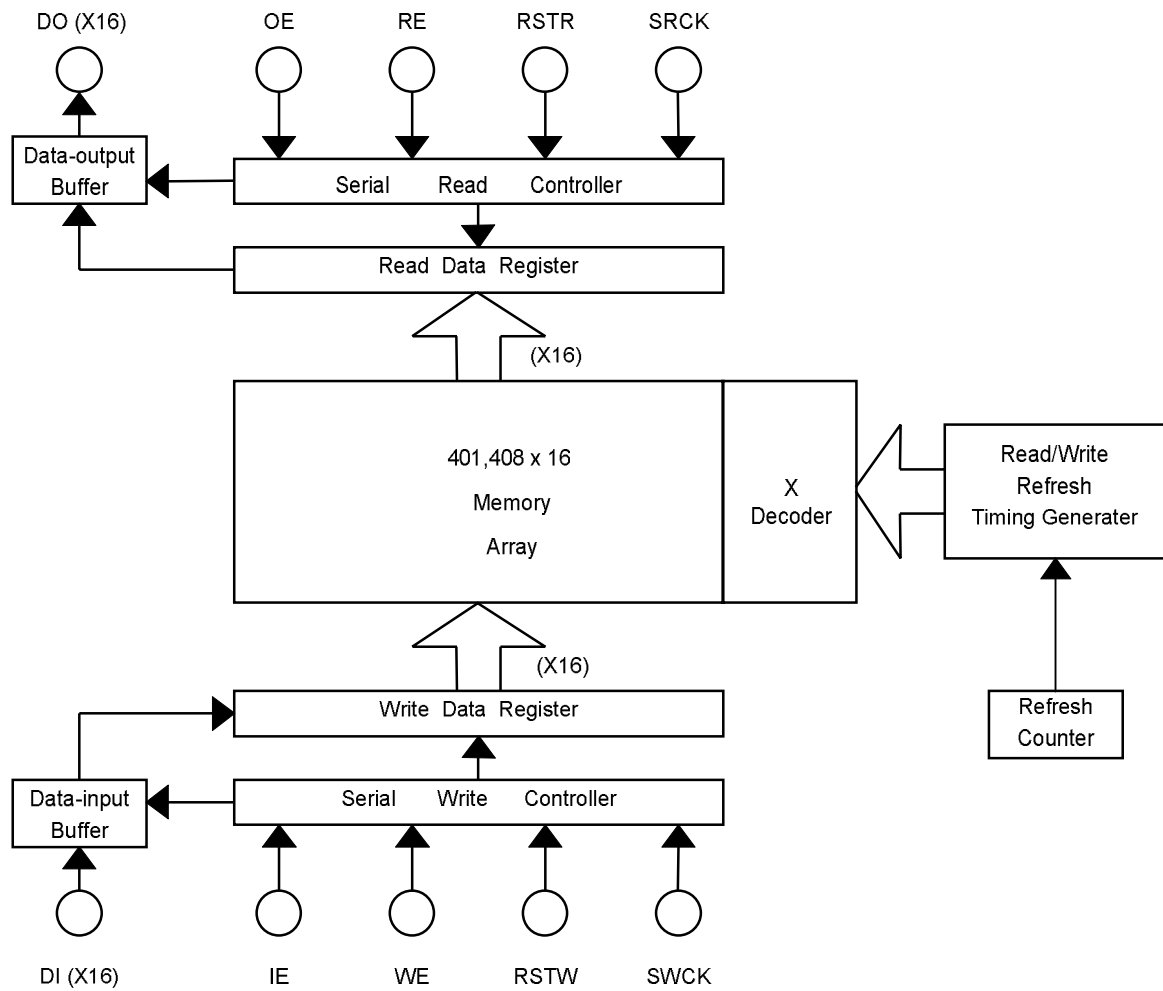 DO (X16) OE RE RSTR SRCK
Data-output
Buffer
Serial Read Controller
Read Data Register
(X16)
401,408 x 16
Memory
Array
X
Decoder
Read/Write
Refresh
Timing Generater
(X16)
Write Data Register
Refresh
Counter
Data-input
Buffer
Serial Write Controller
DI (X16) IE WE RSTW SWCK